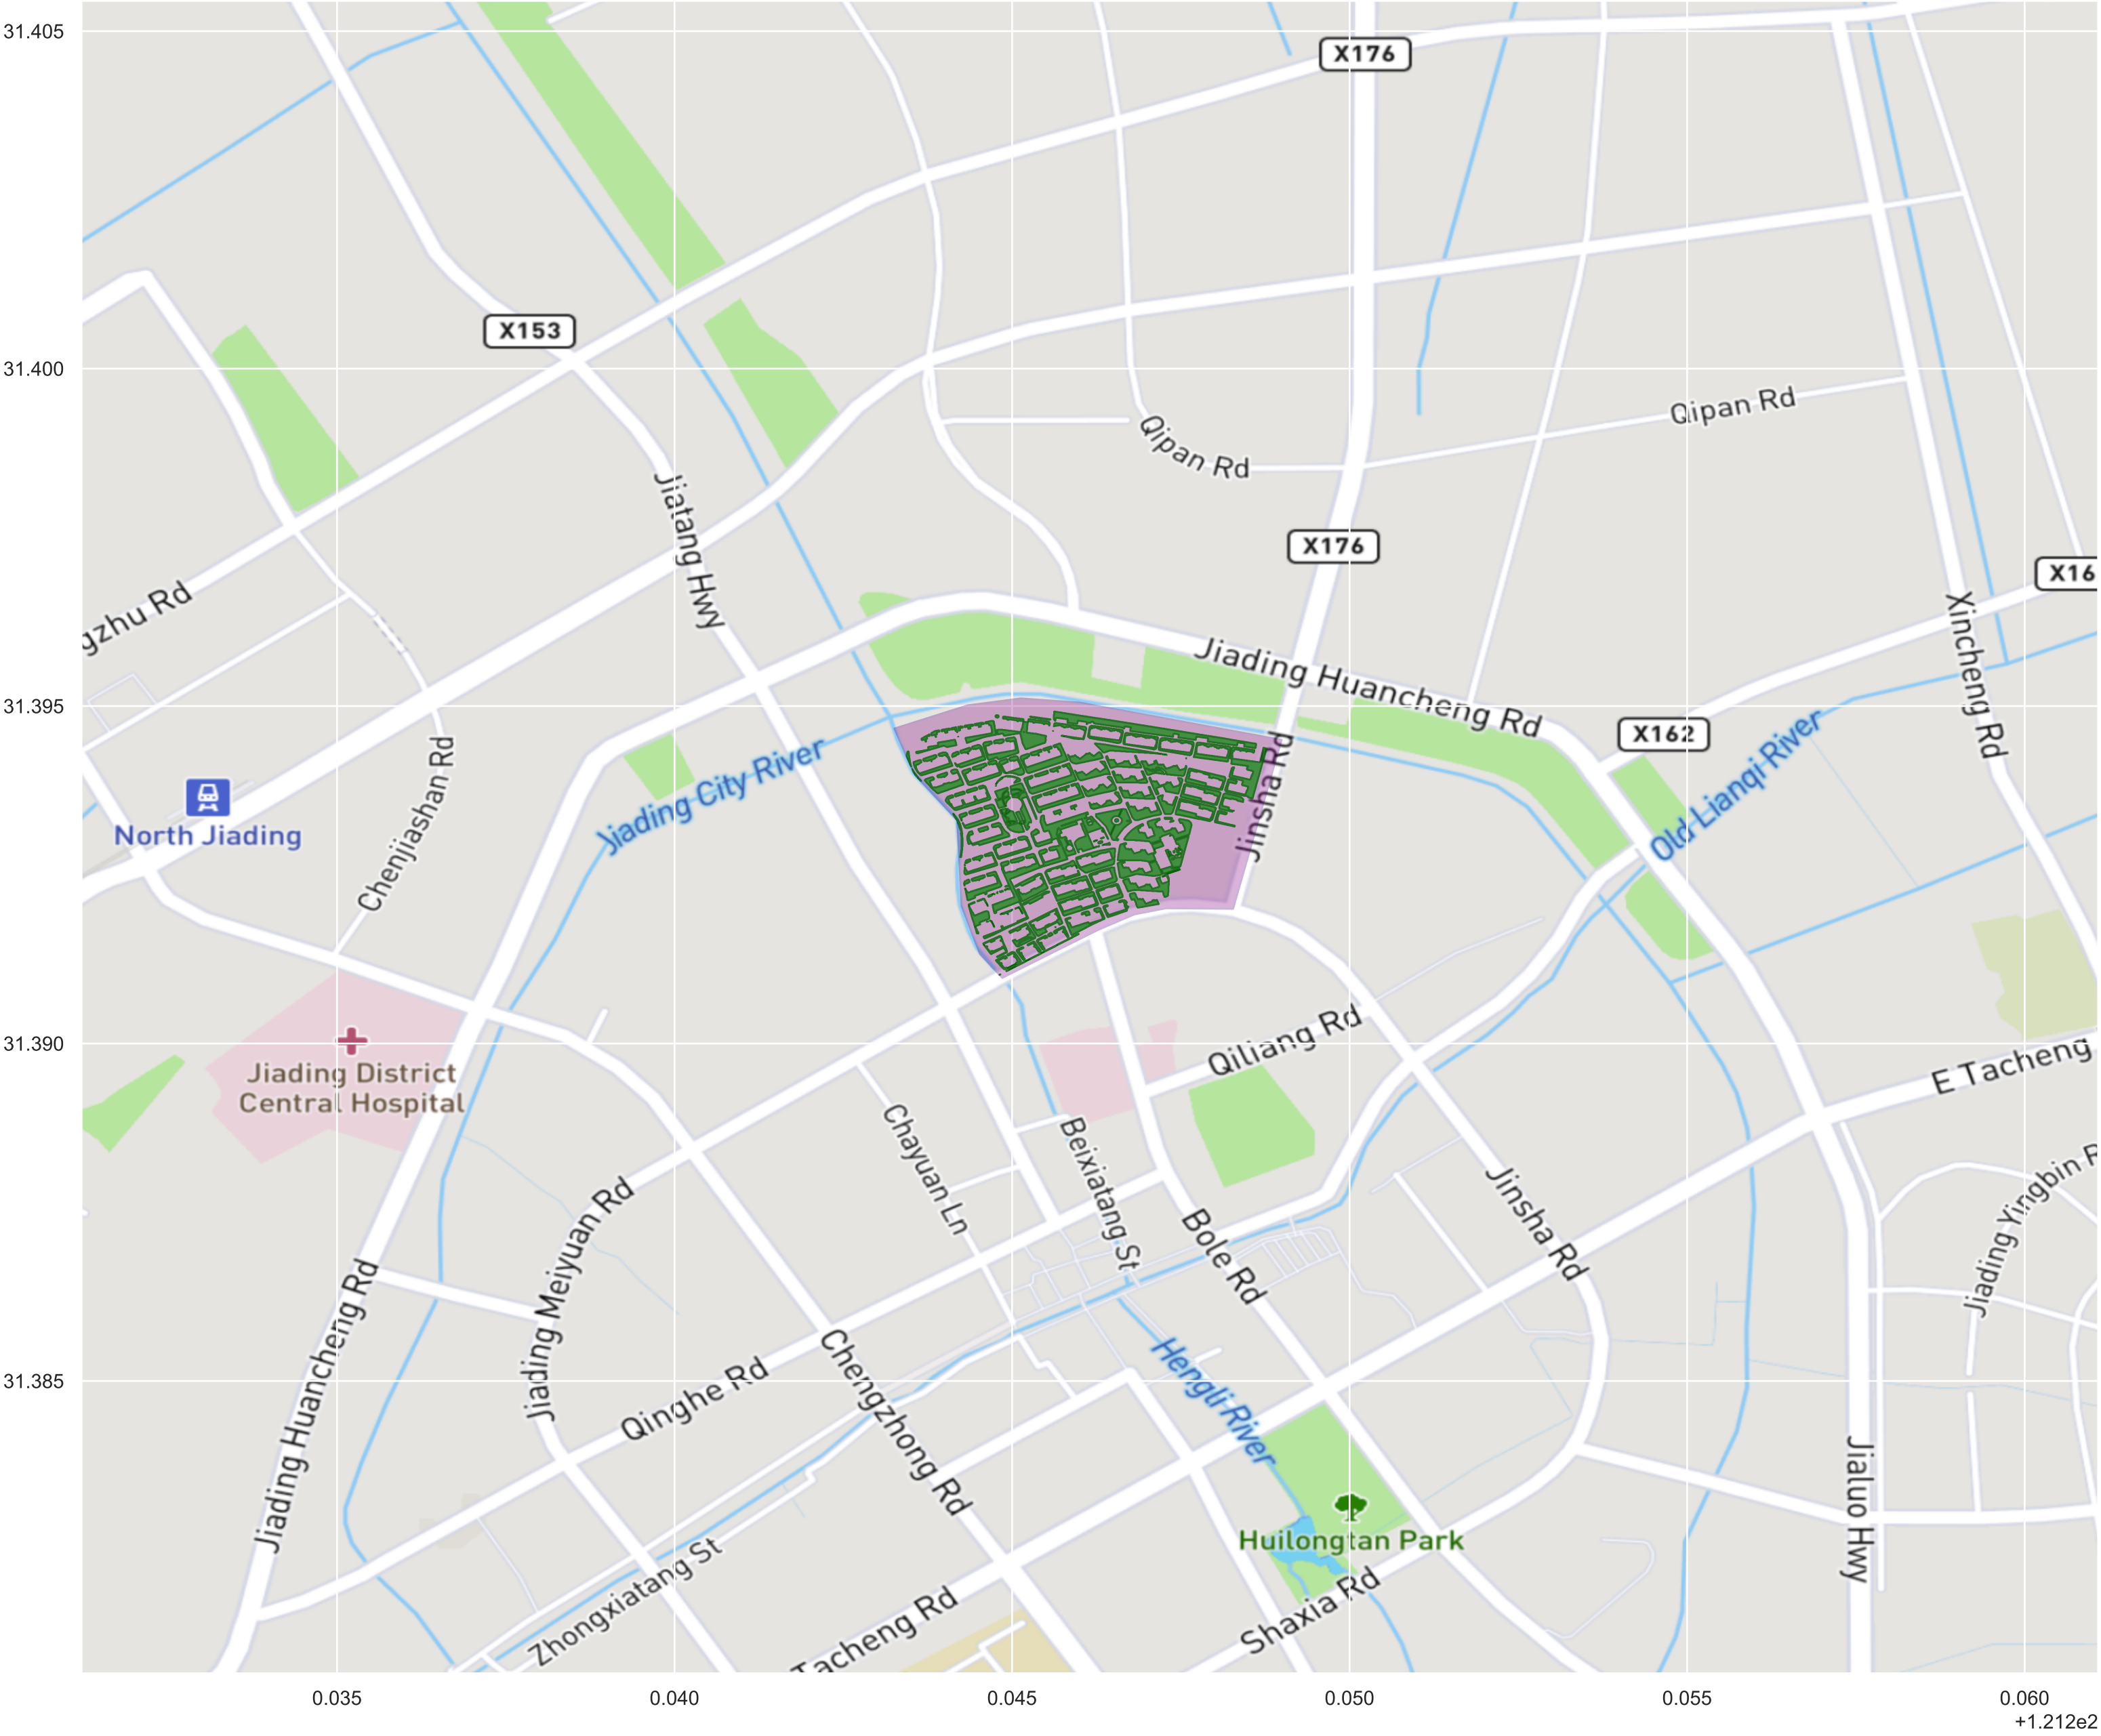 31.405
X176
X153
31.400
Qipan Rd
Qipan Rd
Jiatang Hwy
X176
X16
gzhu Rd
Xincheng Rd
Jiading Huancheng Rd
31.395
X162
Chenjiashan Rd
Jiading City River
Jinsha Rd
Old Lianqi River
North Jiading
31.390
Qiliang Rd
Jiading District
Central Hospital
E Tacheng
Chayuan Ln
Beixiatang St
Jiading Meiyuan Rd
Bole Rd
Jinsha Rd
Jiading Yingbin R
Jiading Huancheng Rd
31.385
Qinghe Rd
Chengzhong Rd
Hengli River
Jialuo Hwy
Huilongtan Park
Zhongxiatang St
Tacheng Rd
Shaxia Rd
0.035
0.040
0.045
0.050
0.055
0.060
+1.212e2